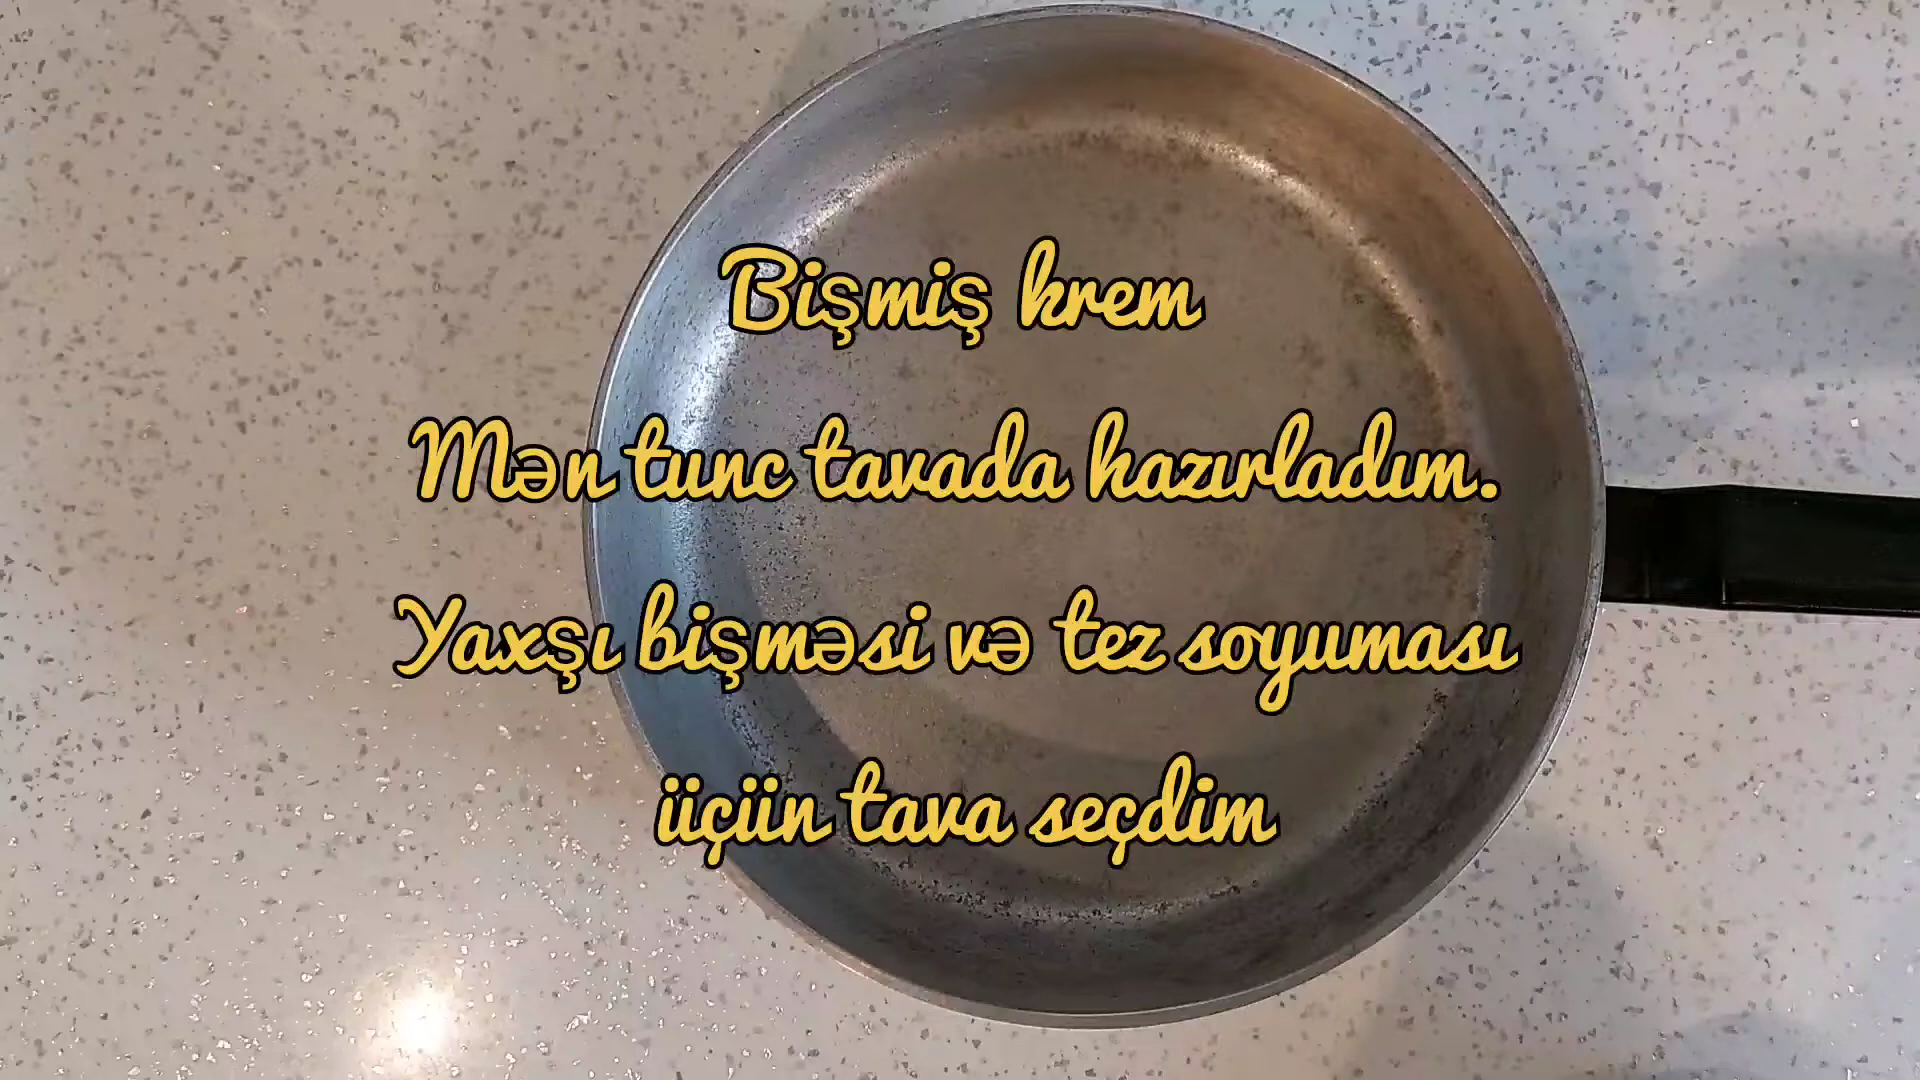 Bişmiş krem
Mən tunc tavada hazırladım.
Yaxşı bişməsi və tez soyuması
üçün tava seçdim